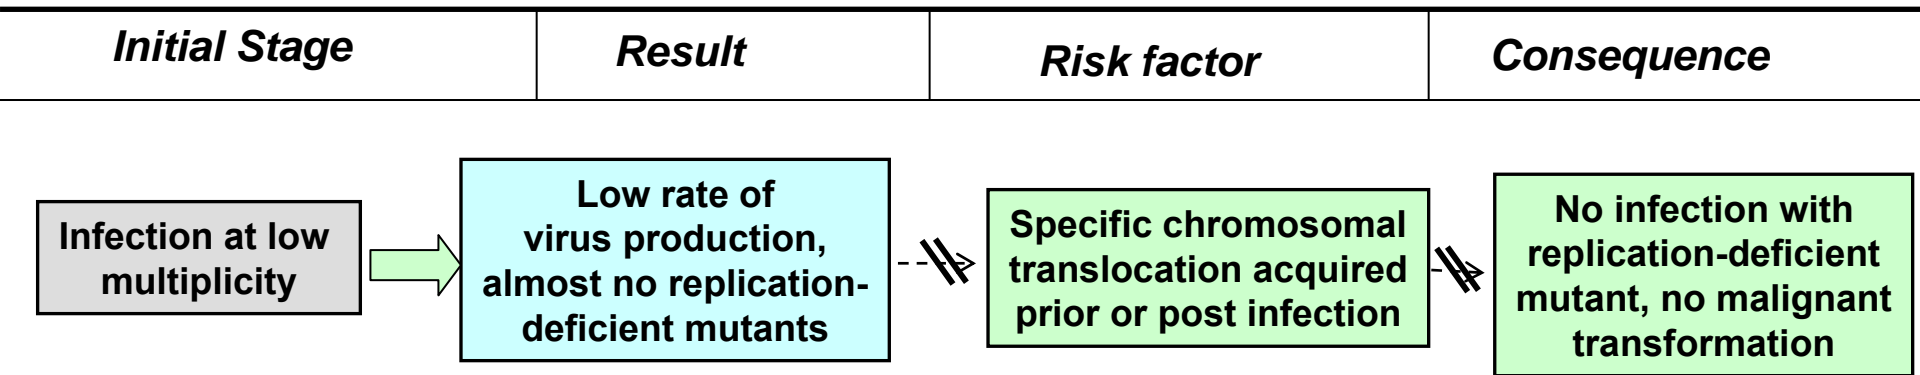 Initial Stage
Result
Risk factor
Consequence
Infection at low
multiplicity
Low rate of
virus production,
almost no replication-
deficient mutants
Specific chromosomal
translocation acquired
prior or post infection
No infection with
replication-deficient
mutant, no malignant
transformation